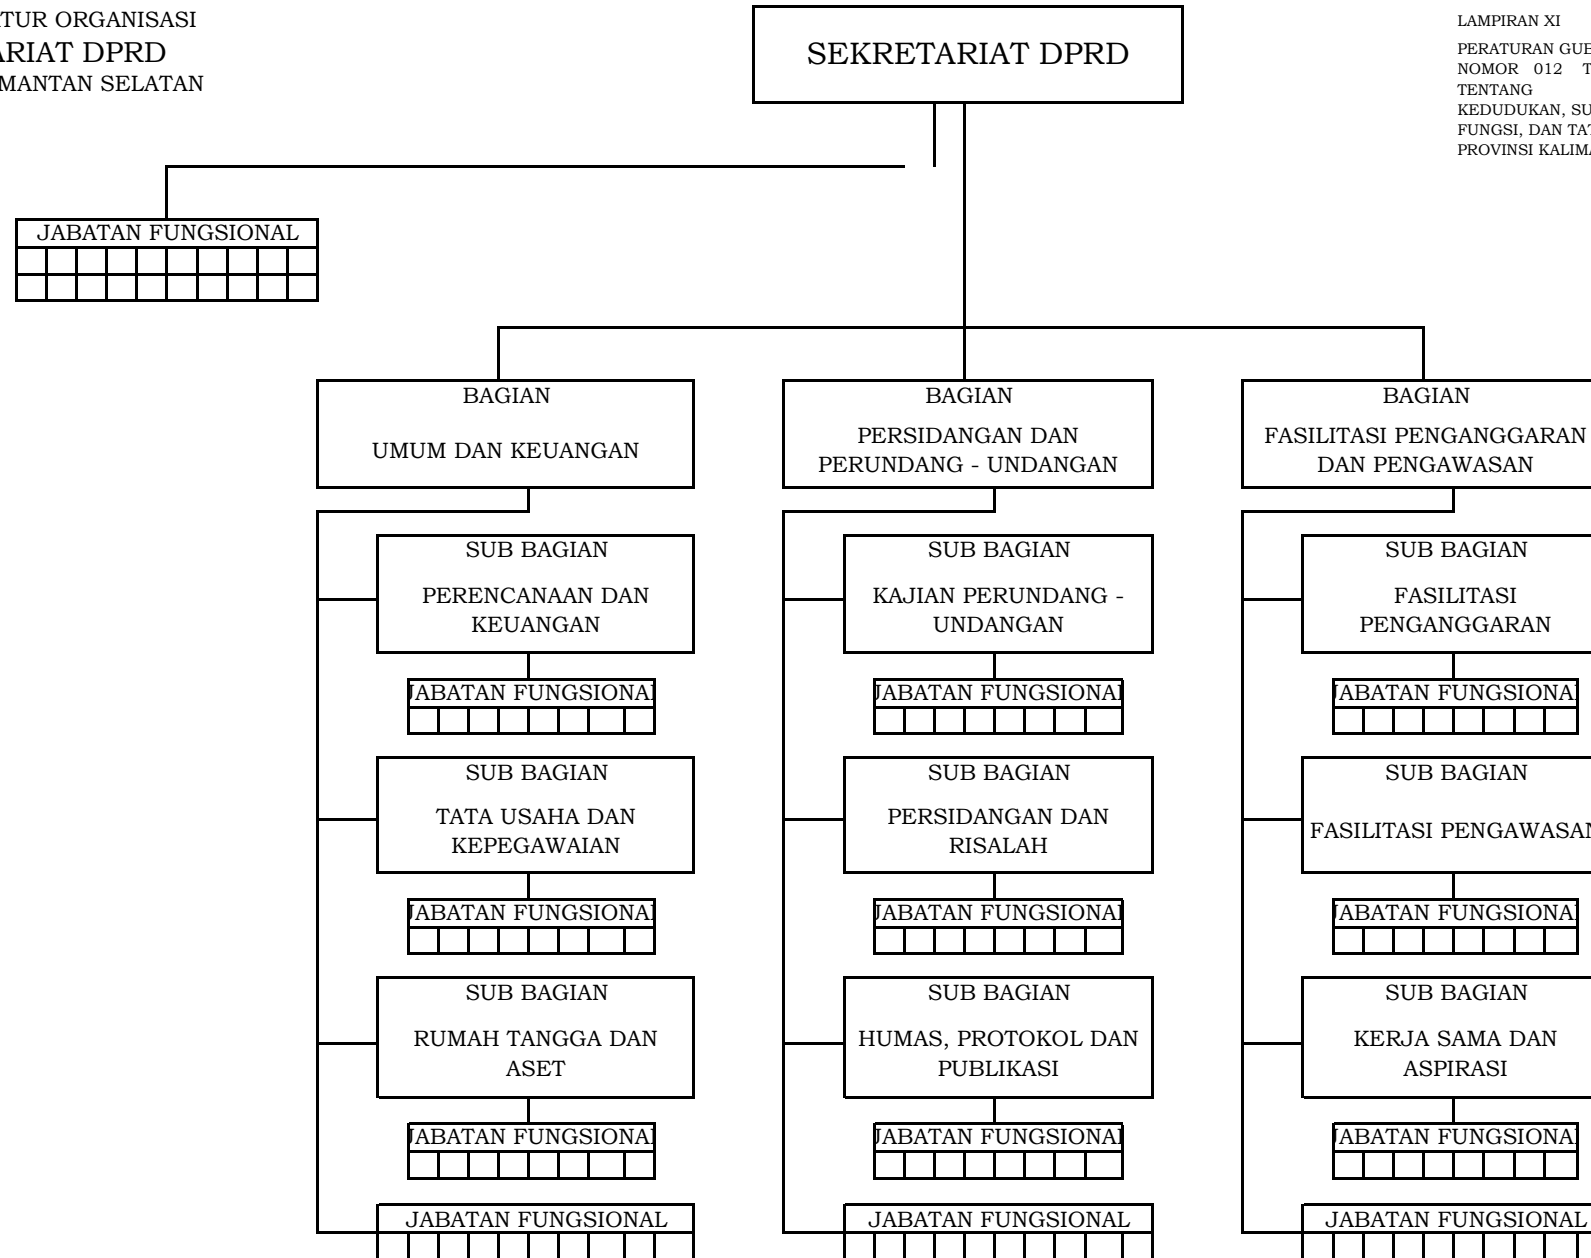 TUR ORGANISASI
ARIAT DPRD
MANTAN SELATAN
SEKRETARIAT DPRD
LAMPIRAN XI
PERATURAN GUB
NOMOR 012 T
TENTANG
KEDUDUKAN, SU
FUNGSI, DAN TAT
PROVINSI KALIMA
JABATAN FUNGSIONAL
BAGIAN
UMUM DAN KEUANGAN
SUB BAGIAN
PERENCANAAN DAN
KEUANGAN
JABATAN FUNGSIONAL
SUB BAGIAN
TATA USAHA DAN
KEPEGAWAIAN
JABATAN FUNGSIONAL
SUB BAGIAN
RUMAH TANGGA DAN
ASET
JABATAN FUNGSIONAL
JABATAN FUNGSIONAL
BAGIAN
PERSIDANGAN DAN
PERUNDANG - UNDANGAN
SUB BAGIAN
KAJIAN PERUNDANG -
UNDANGAN
JABATAN FUNGSIONAL
SUB BAGIAN
PERSIDANGAN DAN
RISALAH
JABATAN FUNGSIONAL
SUB BAGIAN
HUMAS, PROTOKOL DAN
PUBLIKASI
JABATAN FUNGSIONAL
JABATAN FUNGSIONAL
BAGIAN
FASILITASI PENGANGGARAN
DAN PENGAWASAN
SUB BAGIAN
FASILITASI
PENGANGGARAN
JABATAN FUNGSIONA
SUB BAGIAN
FASILITASI PENGAWASAN
JABATAN FUNGSIONA
SUB BAGIAN
KERJA SAMA DAN
ASPIRASI
JABATAN FUNGSIONA
JABATAN FUNGSIONAL